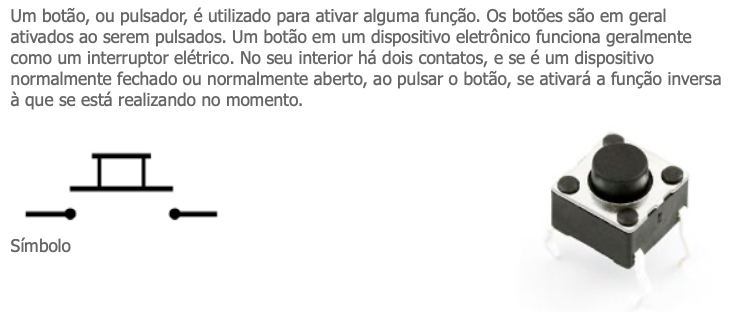 Um botão, ou pulsador, é utilizado para ativar alguma função. Os botões são em geral
ativados ao serem pulsados. Um botão em um dispositivo eletrônico funciona geralmente
como um interruptor elétrico. No seu interior há dois contatos, e se é um dispositivo
normalmente fechado ou normalmente aberto, ao pulsar o botão, se ativará a função inversa
à que se está realizando no momento.
Símbolo